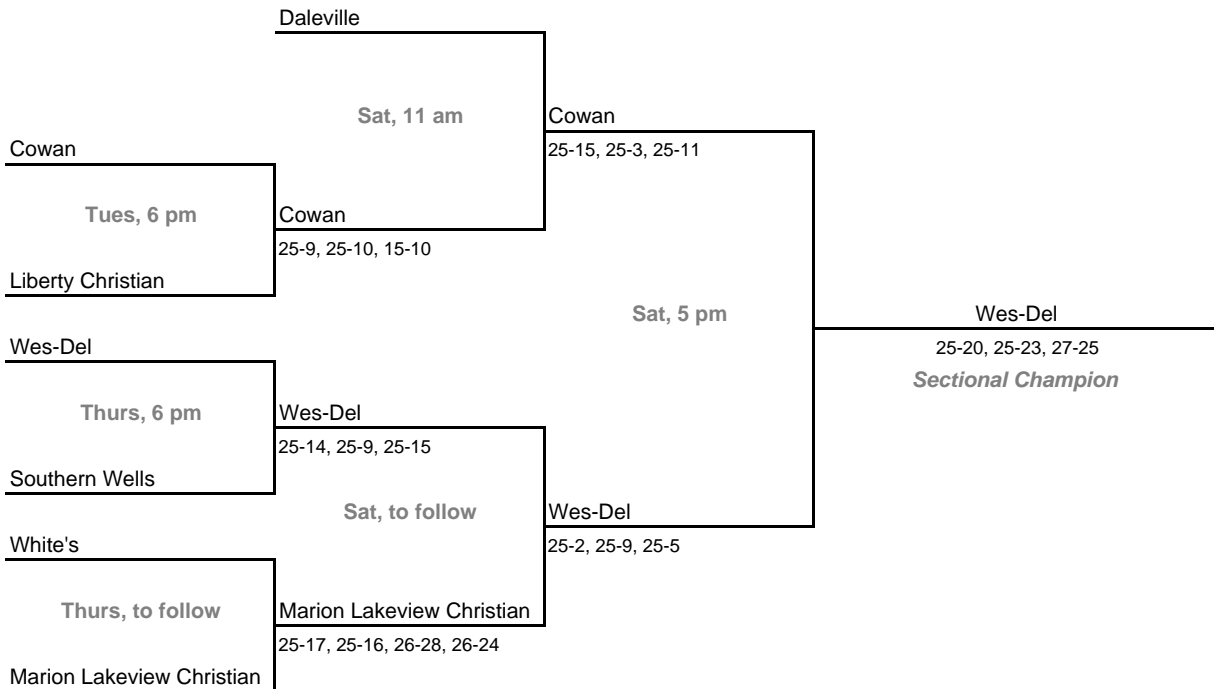 Daleville
Sat, 11 am
Cowan
Cowan
25-15, 25-3, 25-11
Tues, 6 pm
Cowan
25-9, 25-10, 15-10
Liberty Christian
Sat, 5 pm
Wes-Del
Wes-Del
25-20, 25-23, 27-25
Sectional Champion
Thurs, 6 pm
Wes-Del
25-14, 25-9, 25-15
Southern Wells
Sat, to follow
Wes-Del
White's
25-2, 25-9, 25-5
Thurs, to follow
Marion Lakeview Christian
25-17, 25-16, 26-28, 26-24
Marion Lakeview Christian